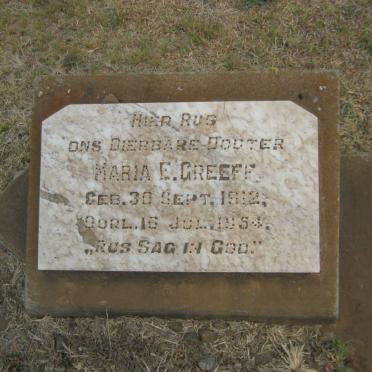 HIER RUS
ONS DIERBARE DOGTER
MARIA E. GREEFF.
GEB. 30 SEPT. 1912,
OORL. 16 JUL. 1954,
„RUS SAG IN GOD."